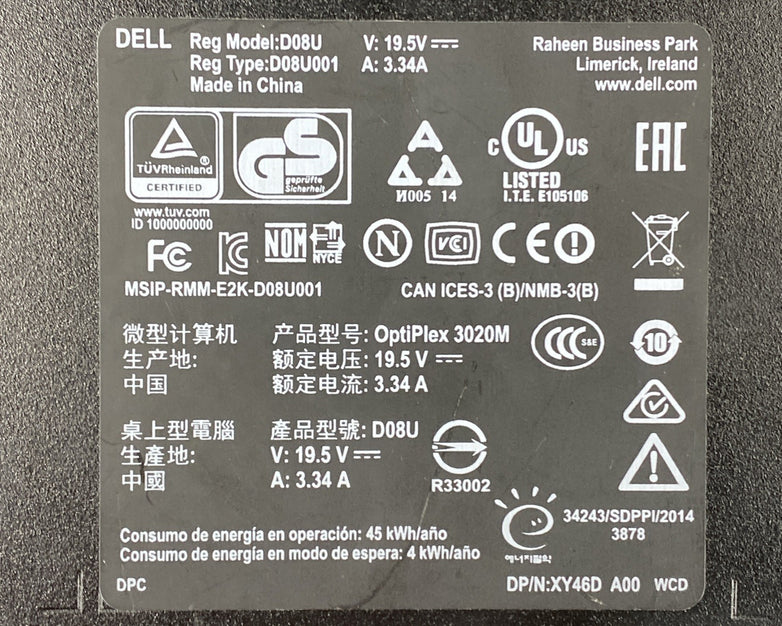 DELL Reg Model:D08U V: 19.5V Raheen Business Park
Reg Type:D08U001 A: 3.34A Limerick, Ireland
Made in China www.dell.com
TÜVRheinland
CERTIFIED
GS
geprüfte
Sicherheit
И005 14
c UL US
LISTED
I.T.E. E105106
EAC
www.tuv.com
ID 1000000000
FC KC NOM NYCE N VCI CE
MSIP-RMM-E2K-D08U001 CAN ICES-3 (B)/NMB-3(B)
微型计算机 产品型号: OptiPlex 3020M CCC S&E 10
生产地: 额定电压: 19.5 V
中国 额定电流: 3.34 A
桌上型電腦 產品型號: D08U
生產地: V: 19.5 V
中國 A: 3.34 A R33002
34243/SDPPI/2014
3878
Consumo de energía en operación: 45 kWh/año
Consumo de energía en modo de espera: 4 kWh/año 에너지절약
DPC DP/N:XY46D A00 WCD